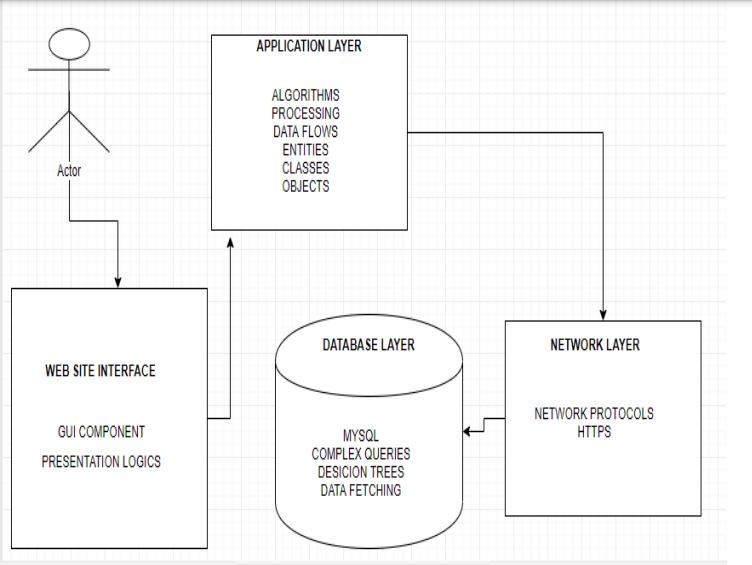 Actor
WEB SITE INTERFACE
GUI COMPONENT
PRESENTATION LOGICS
APPLICATION LAYER
ALGORITHMS
PROCESSING
DATA FLOWS
ENTITIES
CLASSES
OBJECTS
NETWORK LAYER
NETWORK PROTOCOLS
HTTPS
DATABASE LAYER
MYSQL
COMPLEX QUERIES
DESICION TREES
DATA FETCHING